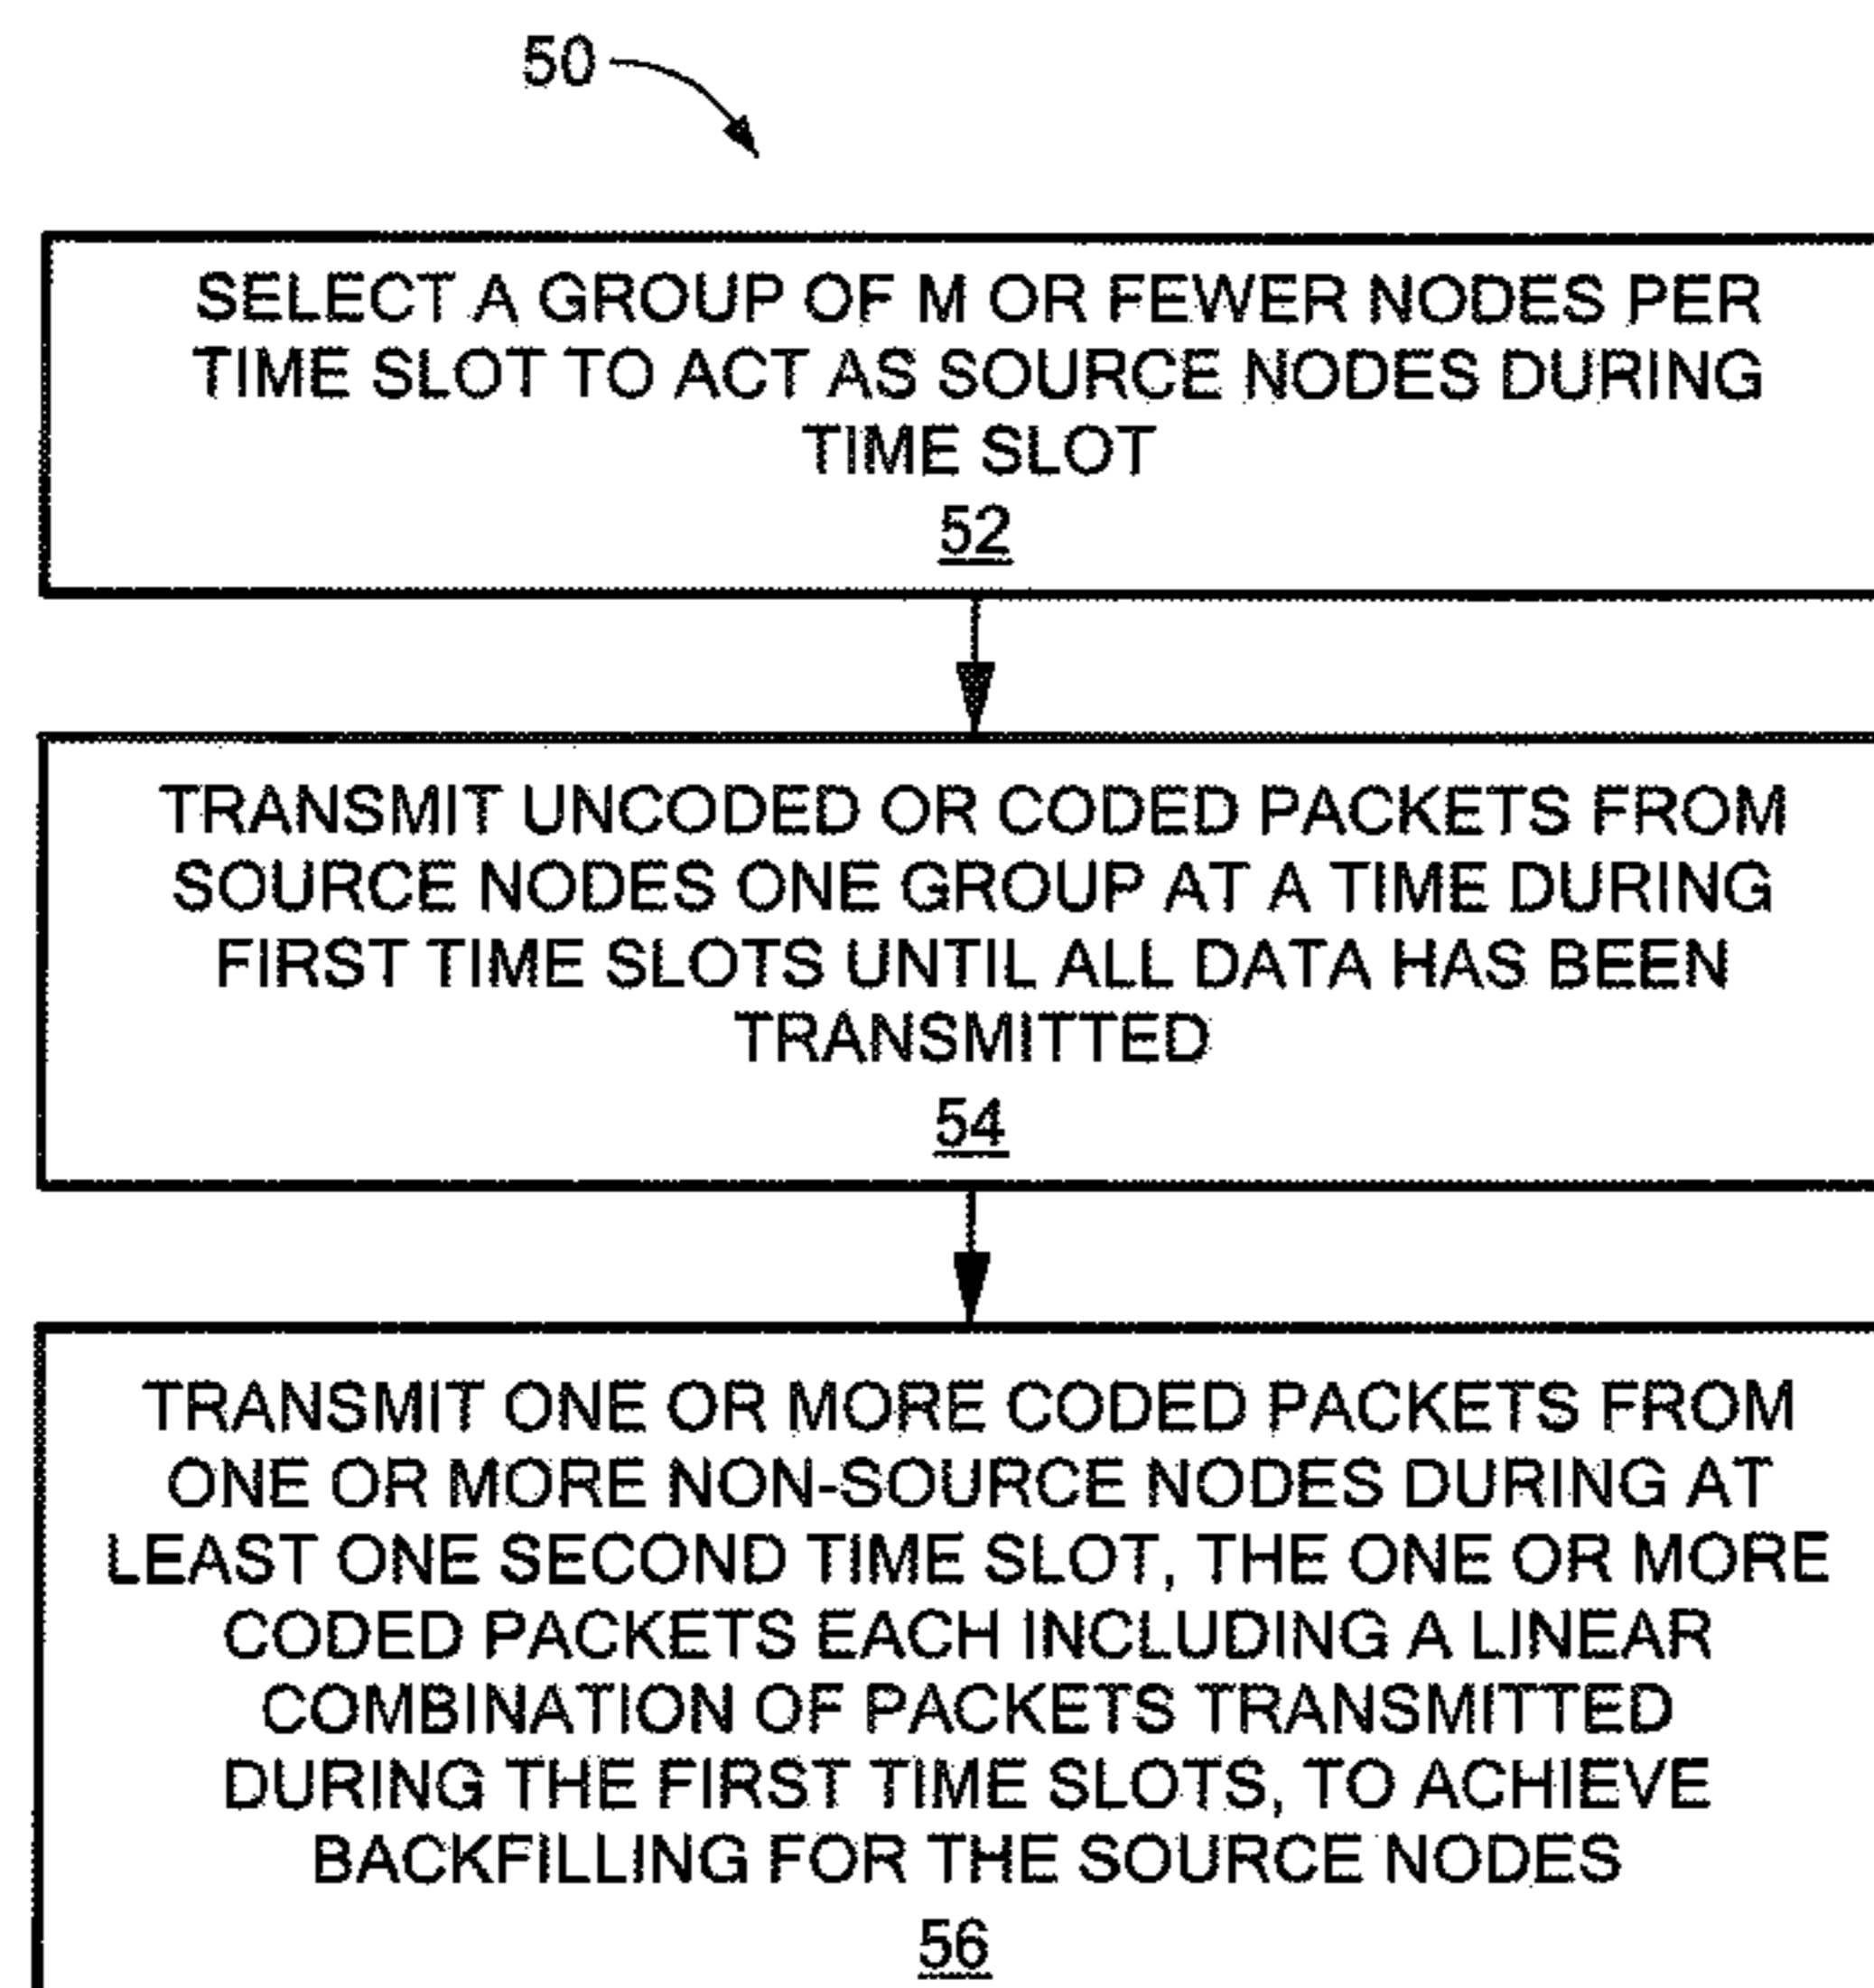 50
SELECT A GROUP OF M OR FEWER NODES PER
TIME SLOT TO ACT AS SOURCE NODES DURING
TIME SLOT
52
TRANSMIT UNCODED OR CODED PACKETS FROM
SOURCE NODES ONE GROUP AT A TIME DURING
FIRST TIME SLOTS UNTIL ALL DATA HAS BEEN
TRANSMITTED
54
TRANSMIT ONE OR MORE CODED PACKETS FROM
ONE OR MORE NON-SOURCE NODES DURING AT
LEAST ONE SECOND TIME SLOT, THE ONE OR MORE
CODED PACKETS EACH INCLUDING A LINEAR
COMBINATION OF PACKETS TRANSMITTED
DURING THE FIRST TIME SLOTS, TO ACHIEVE
BACKFILLING FOR THE SOURCE NODES
56